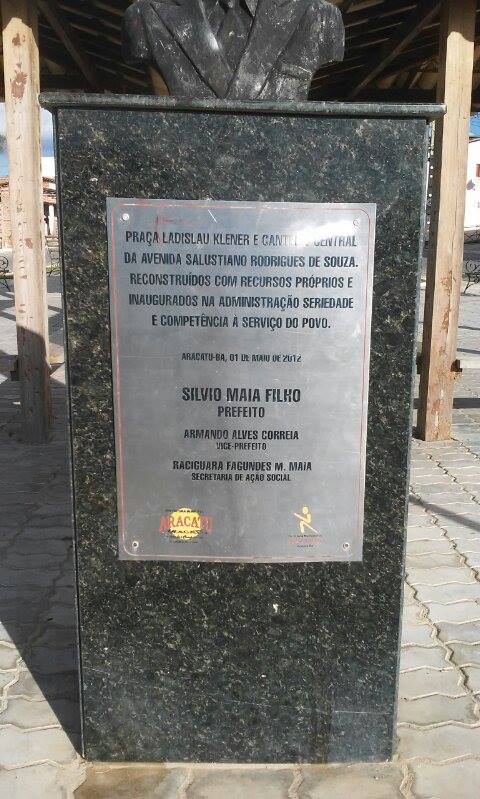 PRAÇA LADISLAU KLENER E CANTEIRO CENTRAL
DA AVENIDA SALUSTIANO RODRIGUES DE SOUZA.
RECONSTRUÍDOS COM RECURSOS PRÓPRIOS E
INAUGURADOS NA ADMINISTRAÇÃO SERIEDADE
E COMPETÊNCIA A SERVIÇO DO POVO.
ARACATU-BA, 01 DE MAIO DE 2012
SILVIO MAIA FILHO
PREFEITO
ARMANDO ALVES CORREIA
VICE-PREFEITO
RACIGUARA FAGUNDES M. MAIA
SECRETARIA DE AÇÃO SOCIAL
ARACATU